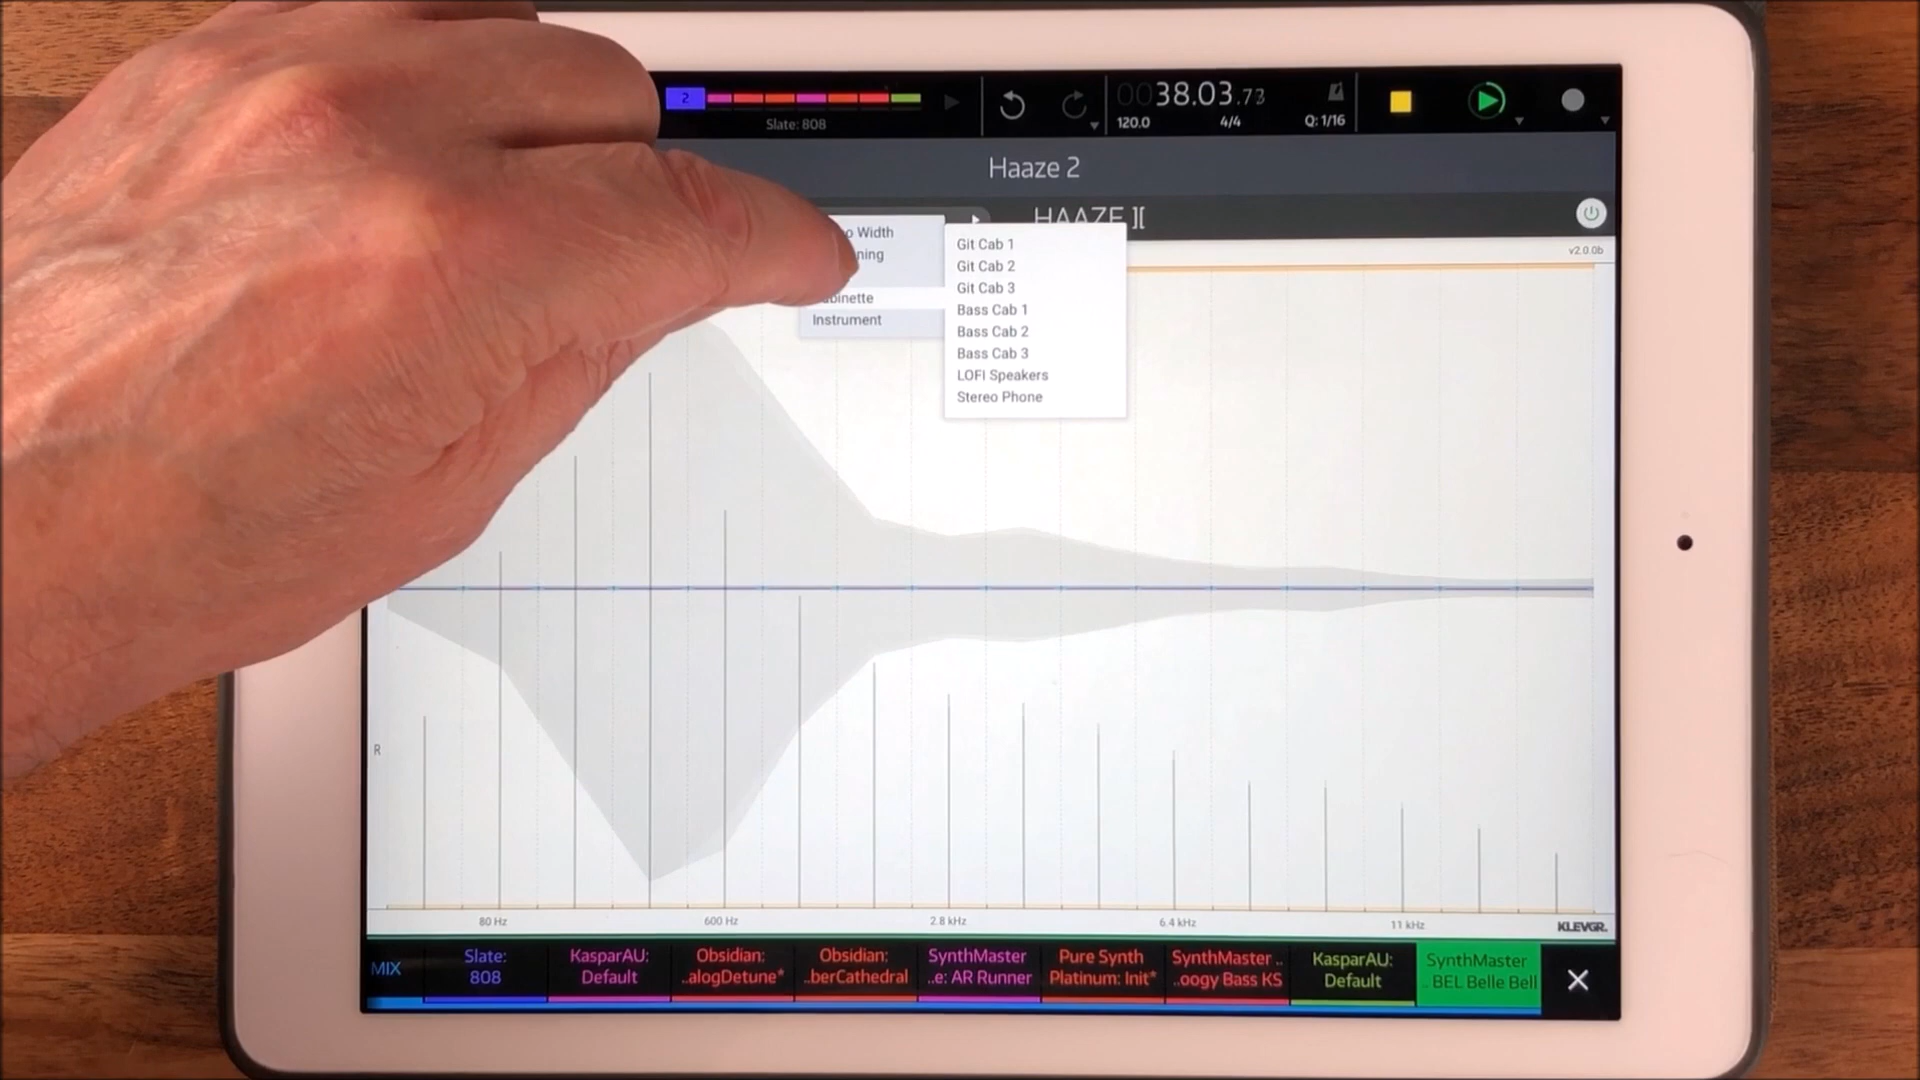 2
Slate: 808
0038.03.73
120.0 4/4 Q: 1/16
Haaze 2
HAAZE ][
v2.0.0b
Width
Instrument
Git Cab 1
Git Cab 2
Git Cab 3
Bass Cab 1
Bass Cab 2
Bass Cab 3
LOFI Speakers
Stereo Phone
R
80 Hz 600 Hz 2.8 kHz 6.4 kHz 11 kHz
KLEVGR.
MIX
Slate:
808
KasparAU:
Default
Obsidian:
..alogDetune*
Obsidian:
..berCathedral
SynthMaster
..e: AR Runner
Pure Synth
Platinum: Init*
SynthMaster ..
..oogy Bass KS
KasparAU:
Default
SynthMaster
.. BEL Belle Bell